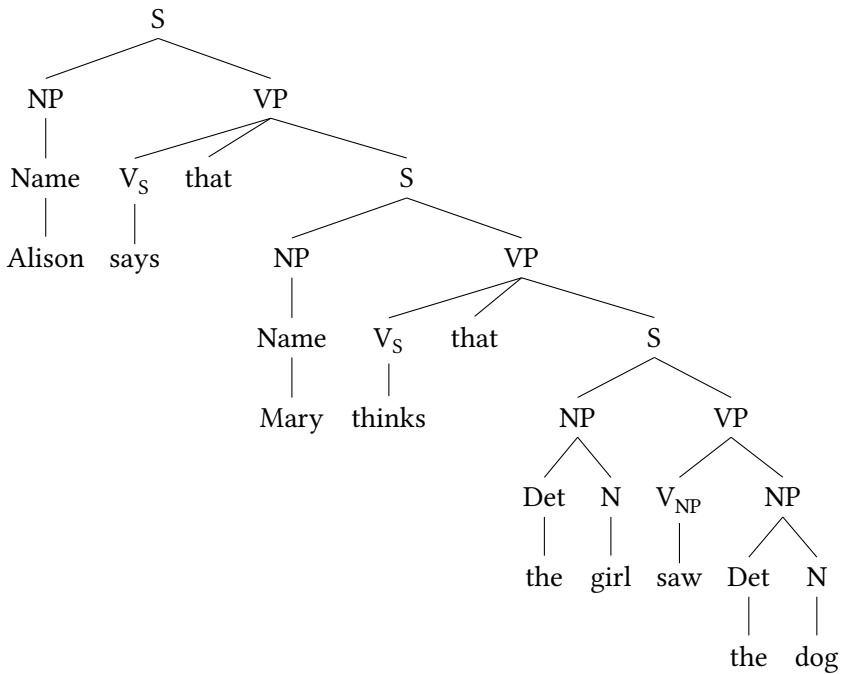 S
NP VP
Name V_S that S
Alison says NP VP
Name V_S that S
Mary thinks NP VP
Det N V_NP NP
the girl saw Det N
the dog